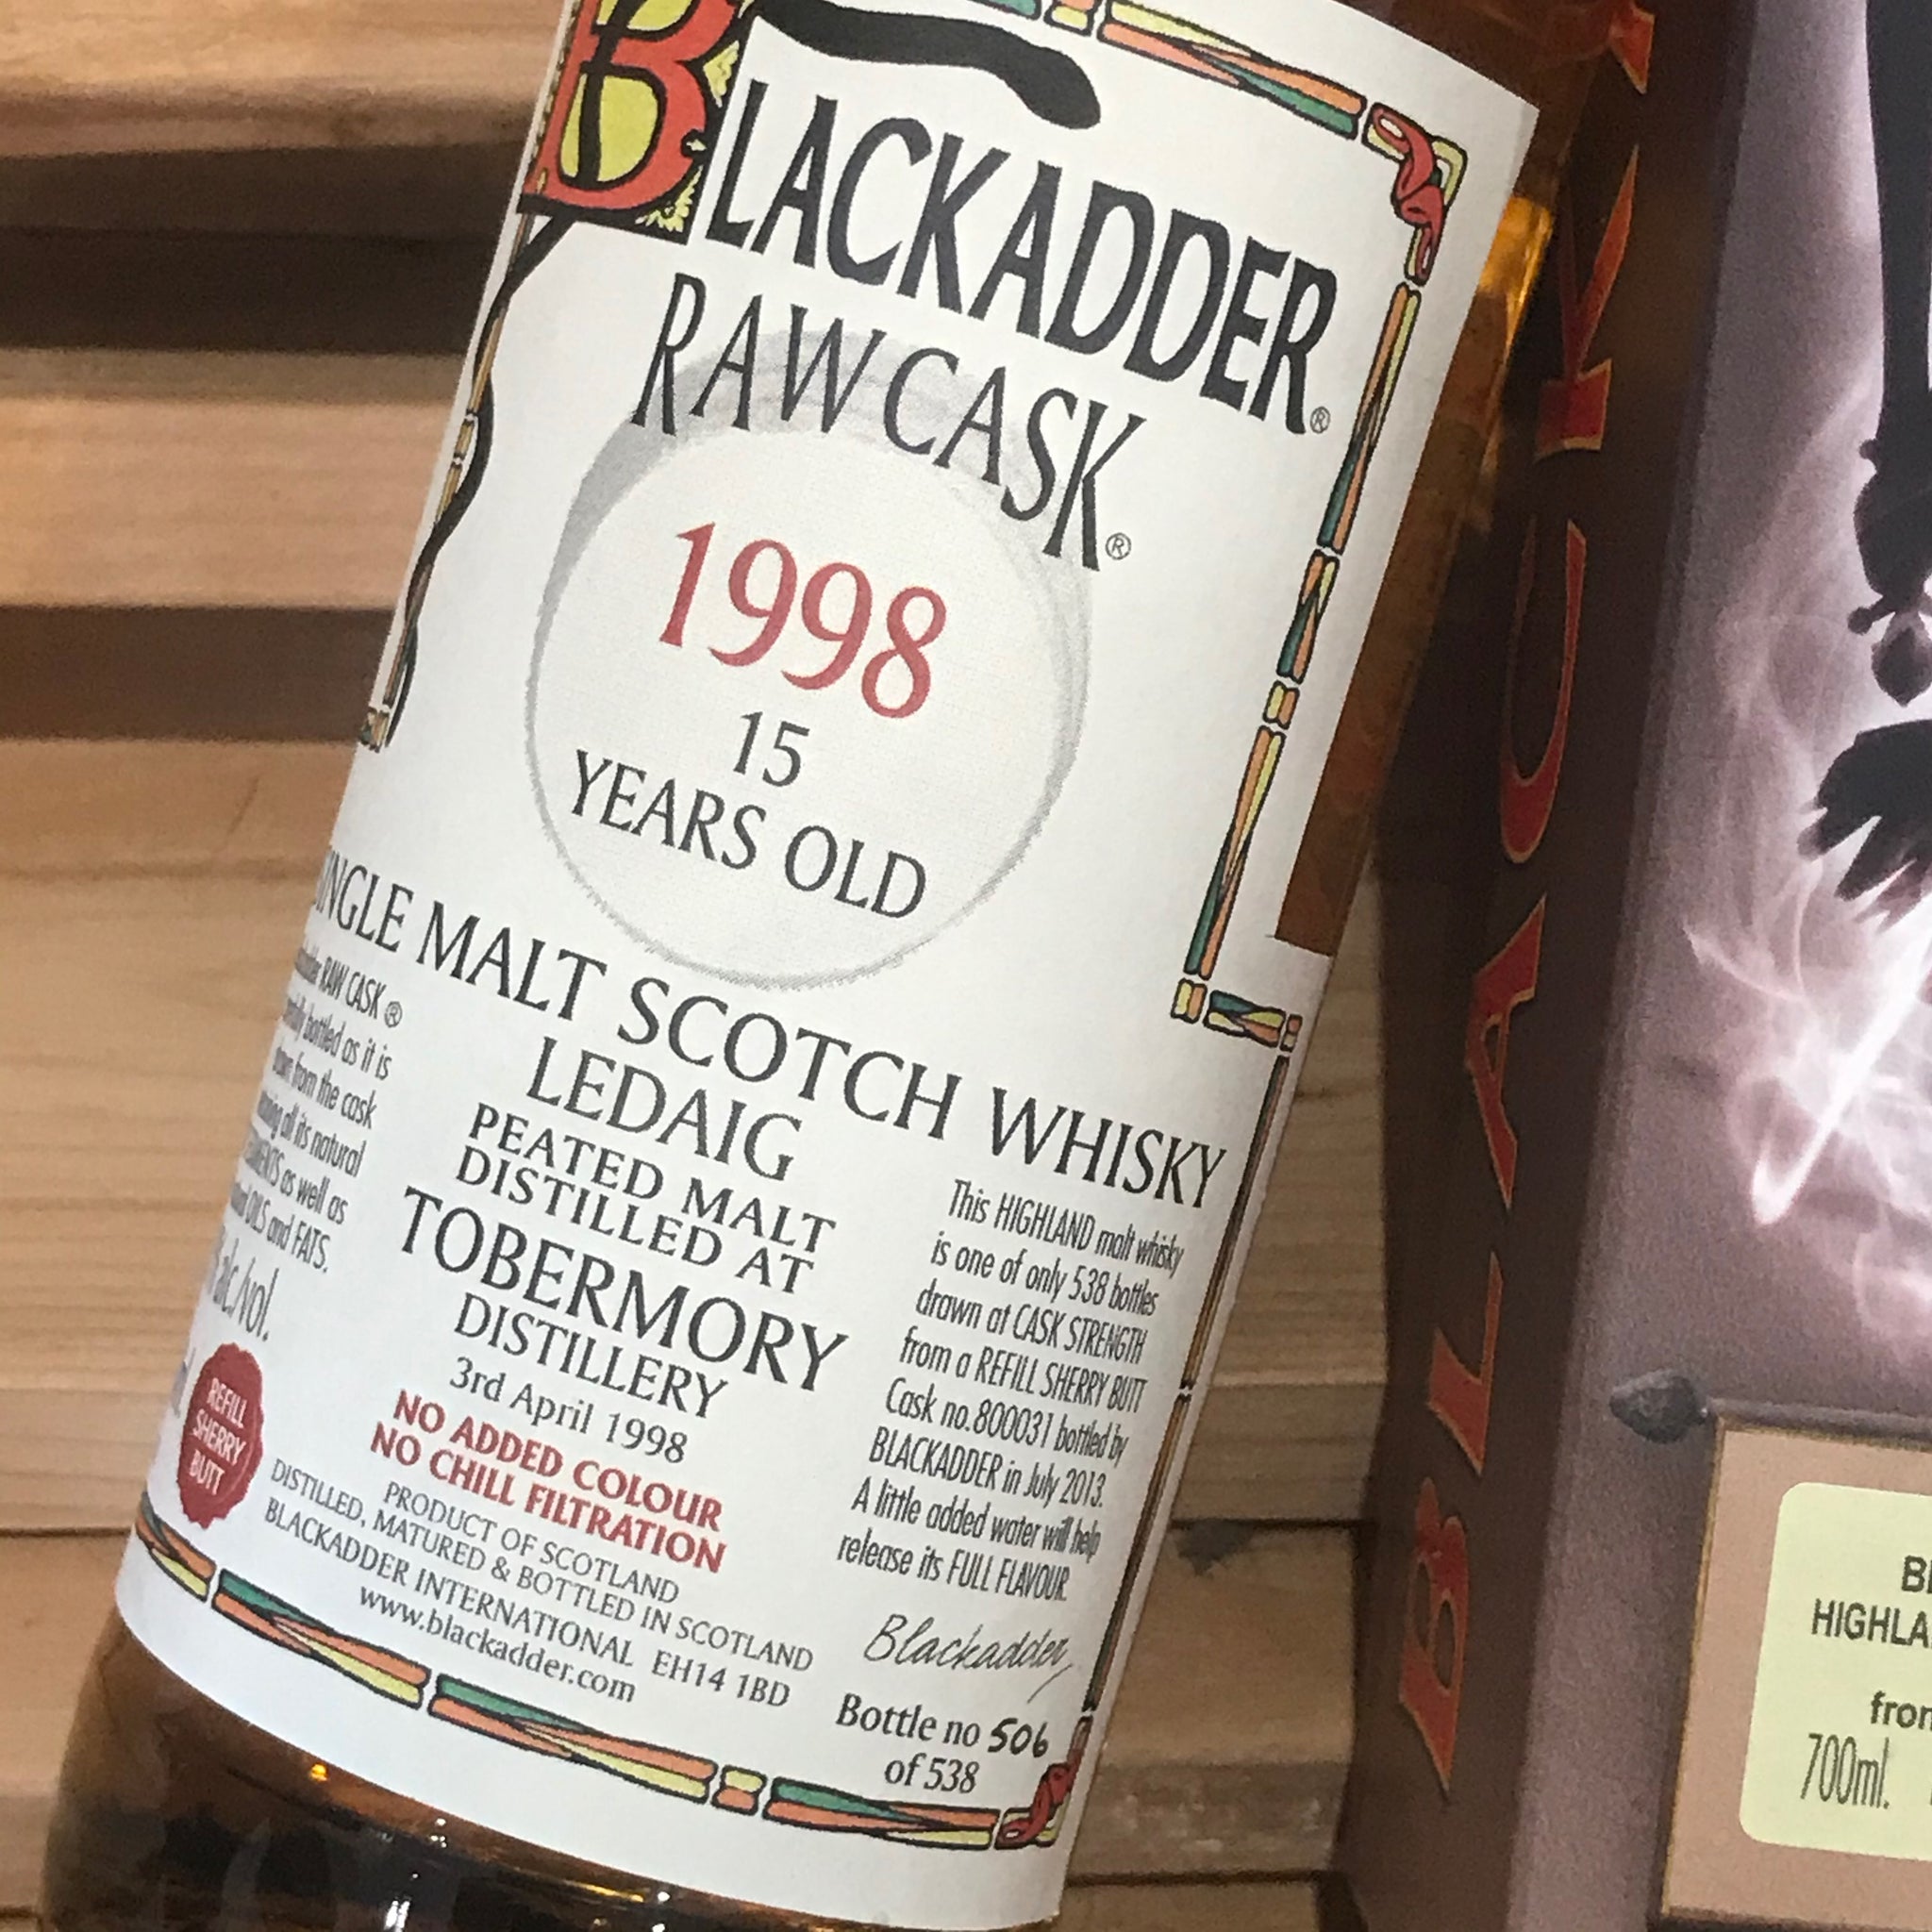 BLACKADDER®
RAW CASK®
1998
15
YEARS OLD
MALT SCOTCH WHISKY
LEDAIG
PEATED MALT
DISTILLED AT
TOBERMORY
DISTILLERY
3rd April 1998
NO ADDED COLOUR
NO CHILL FILTRATION
PRODUCT OF SCOTLAND
DISTILLED, MATURED & BOTTLED IN SCOTLAND
BLACKADDER INTERNATIONAL EH14 1BD
www.blackadder.com
RAW CASK ®
bottled as it is
from the cask
all its natural
as well as
OILS and FATS.
alc./vol.
REFILL
SHERRY
BUTT
This HIGHLAND malt whisky
is one of only 538 bottles
drawn at CASK STRENGTH
from a REFILL SHERRY BUTT
Cask no.800031 bottled by
BLACKADDER in July 2013.
A little added water will help
release its FULL FLAVOUR.
Blackadder
Bottle no 506
of 538
BLACK
700ml.